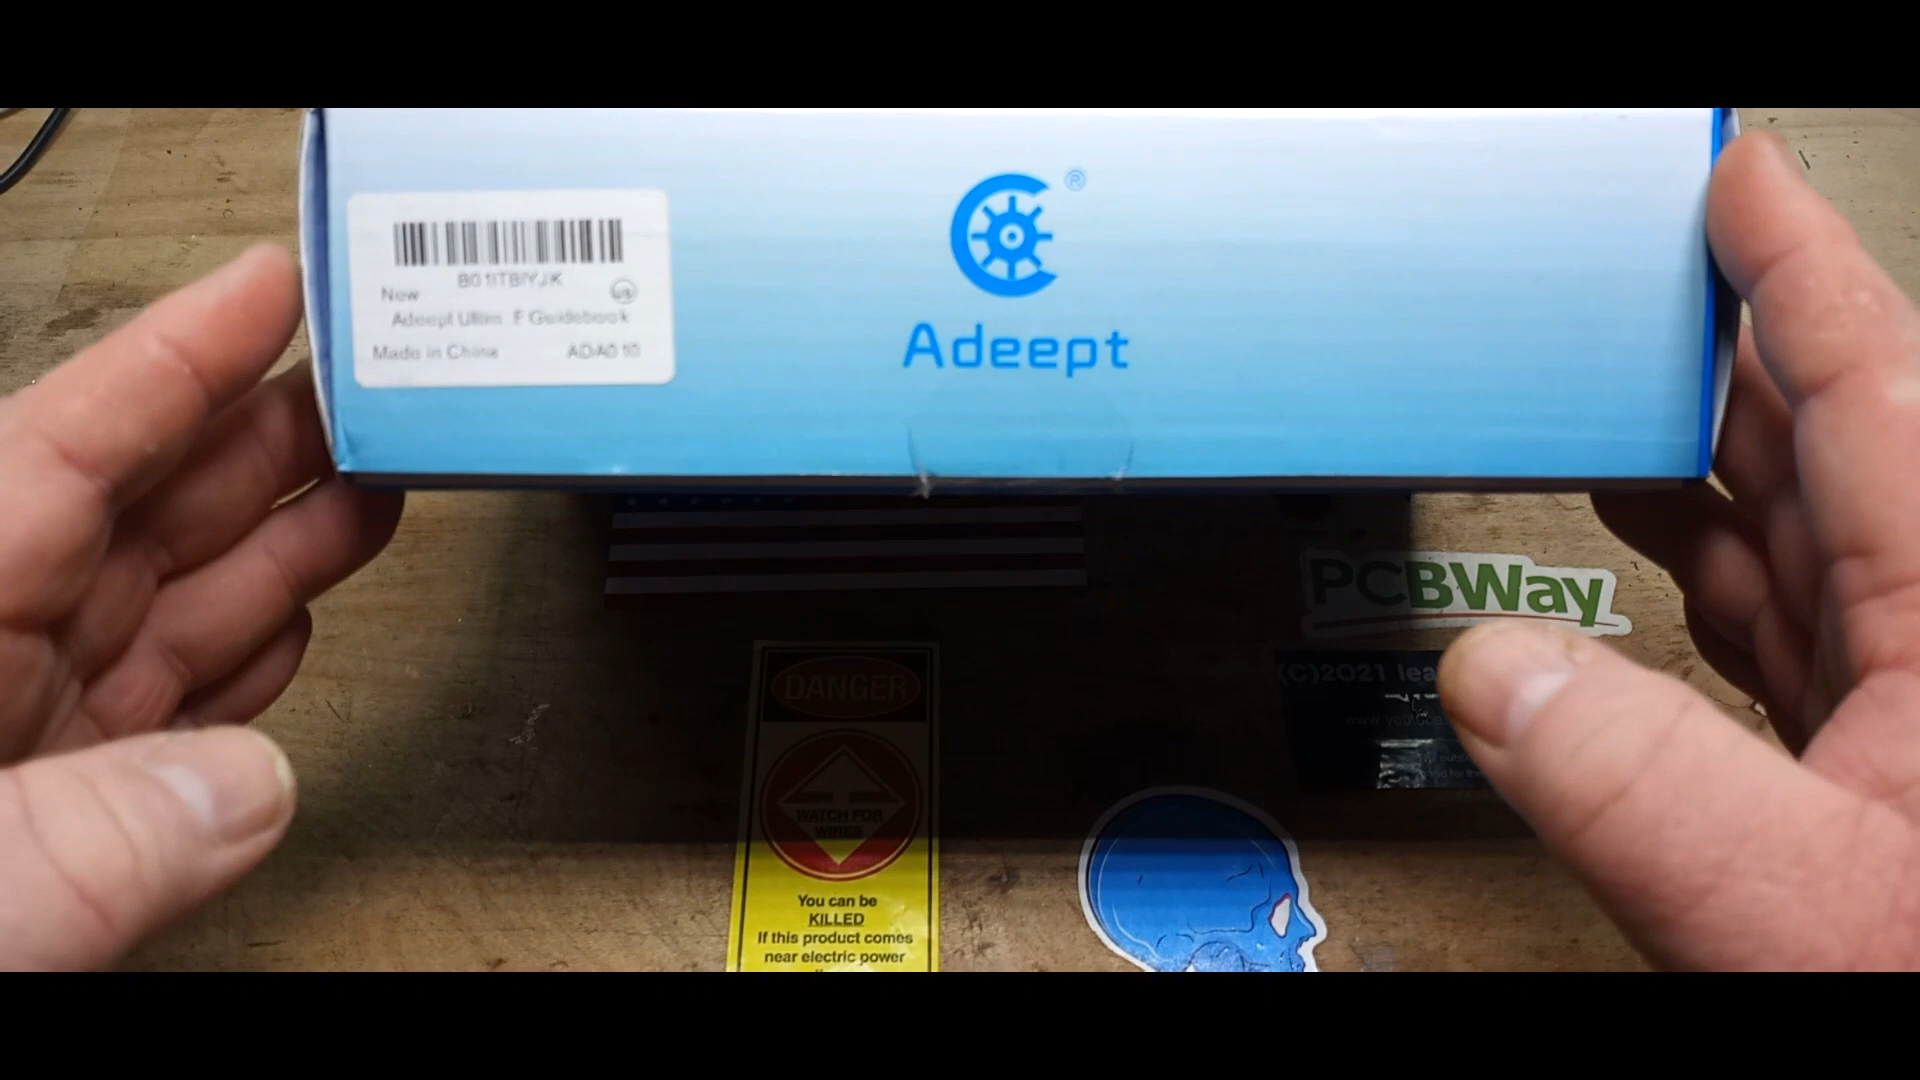 ®
Adeept
New
Adeept Ultim F Guidebook
Made in China ADA010
PCBWay
(C)2021 lea
DANGER
WATCH FOR
WIRES
You can be
KILLED
If this product comes
near electric power